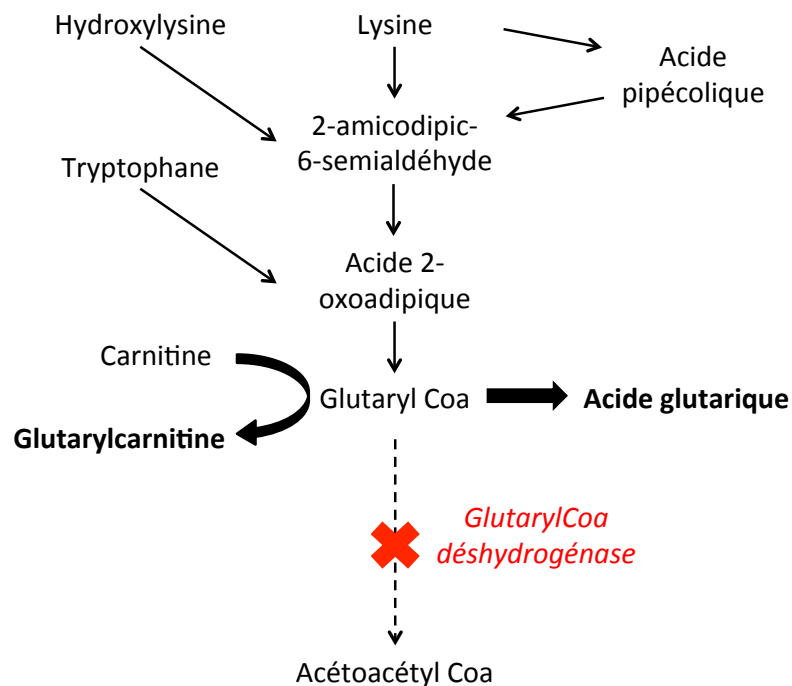 Hydroxylysine
Lysine
Acide
pipécolique
2-amicodipic-
6-semialdéhyde
Tryptophane
Acide 2-
oxoadipique
Carnitine
Glutaryl Coa
Acide glutarique
Glutarylcarnitine
GlutarylCoa
déshydrogénase
Acétoacétyl Coa